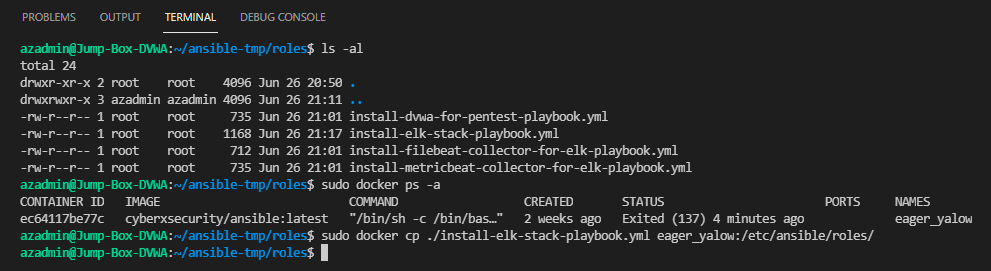 PROBLEMS OUTPUT TERMINAL DEBUG CONSOLE
azadmin@Jump-Box-DVWA:~/ansible-tmp/roles$ ls -al
total 24
drwxr-xr-x 2 root    root    4096 Jun 26 20:50 .
drwxrwxr-x 3 azadmin azadmin 4096 Jun 26 21:11 ..
-rw-r--r-- 1 root    root     735 Jun 26 21:01 install-dvwa-for-pentest-playbook.yml
-rw-r--r-- 1 root    root    1168 Jun 26 21:17 install-elk-stack-playbook.yml
-rw-r--r-- 1 root    root     712 Jun 26 21:01 install-filebeat-collector-for-elk-playbook.yml
-rw-r--r-- 1 root    root     735 Jun 26 21:01 install-metricbeat-collector-for-elk-playbook.yml
azadmin@Jump-Box-DVWA:~/ansible-tmp/roles$ sudo docker ps -a
CONTAINER ID   IMAGE                          COMMAND                  CREATED       STATUS                       PORTS     NAMES
ec64117be77c   cyberxsecurity/ansible:latest   "/bin/sh -c /bin/bas…"   2 weeks ago   Exited (137) 4 minutes ago             eager_yalow
azadmin@Jump-Box-DVWA:~/ansible-tmp/roles$ sudo docker cp ./install-elk-stack-playbook.yml eager_yalow:/etc/ansible/roles/
azadmin@Jump-Box-DVWA:~/ansible-tmp/roles$